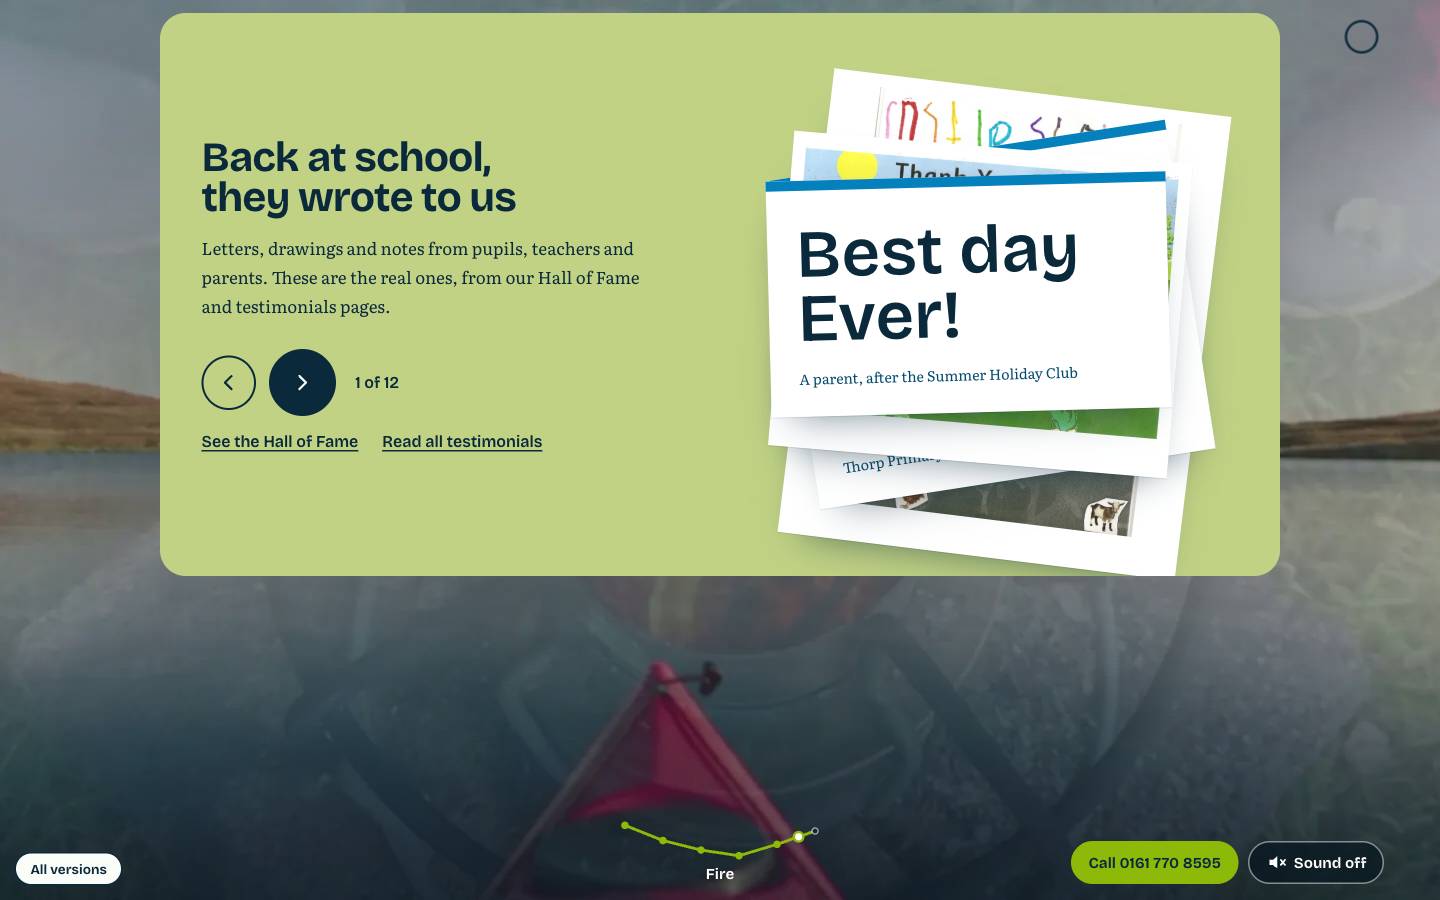 Back at school,
they wrote to us
Letters, drawings and notes from pupils, teachers and
parents. These are the real ones, from our Hall of Fame
and testimonials pages.
1 of 12
See the Hall of Fame
Read all testimonials
Thank
Best day
Ever!
A parent, after the Summer Holiday Club
Thorp Primary
Fire
All versions
Call 0161 770 8595
Sound off